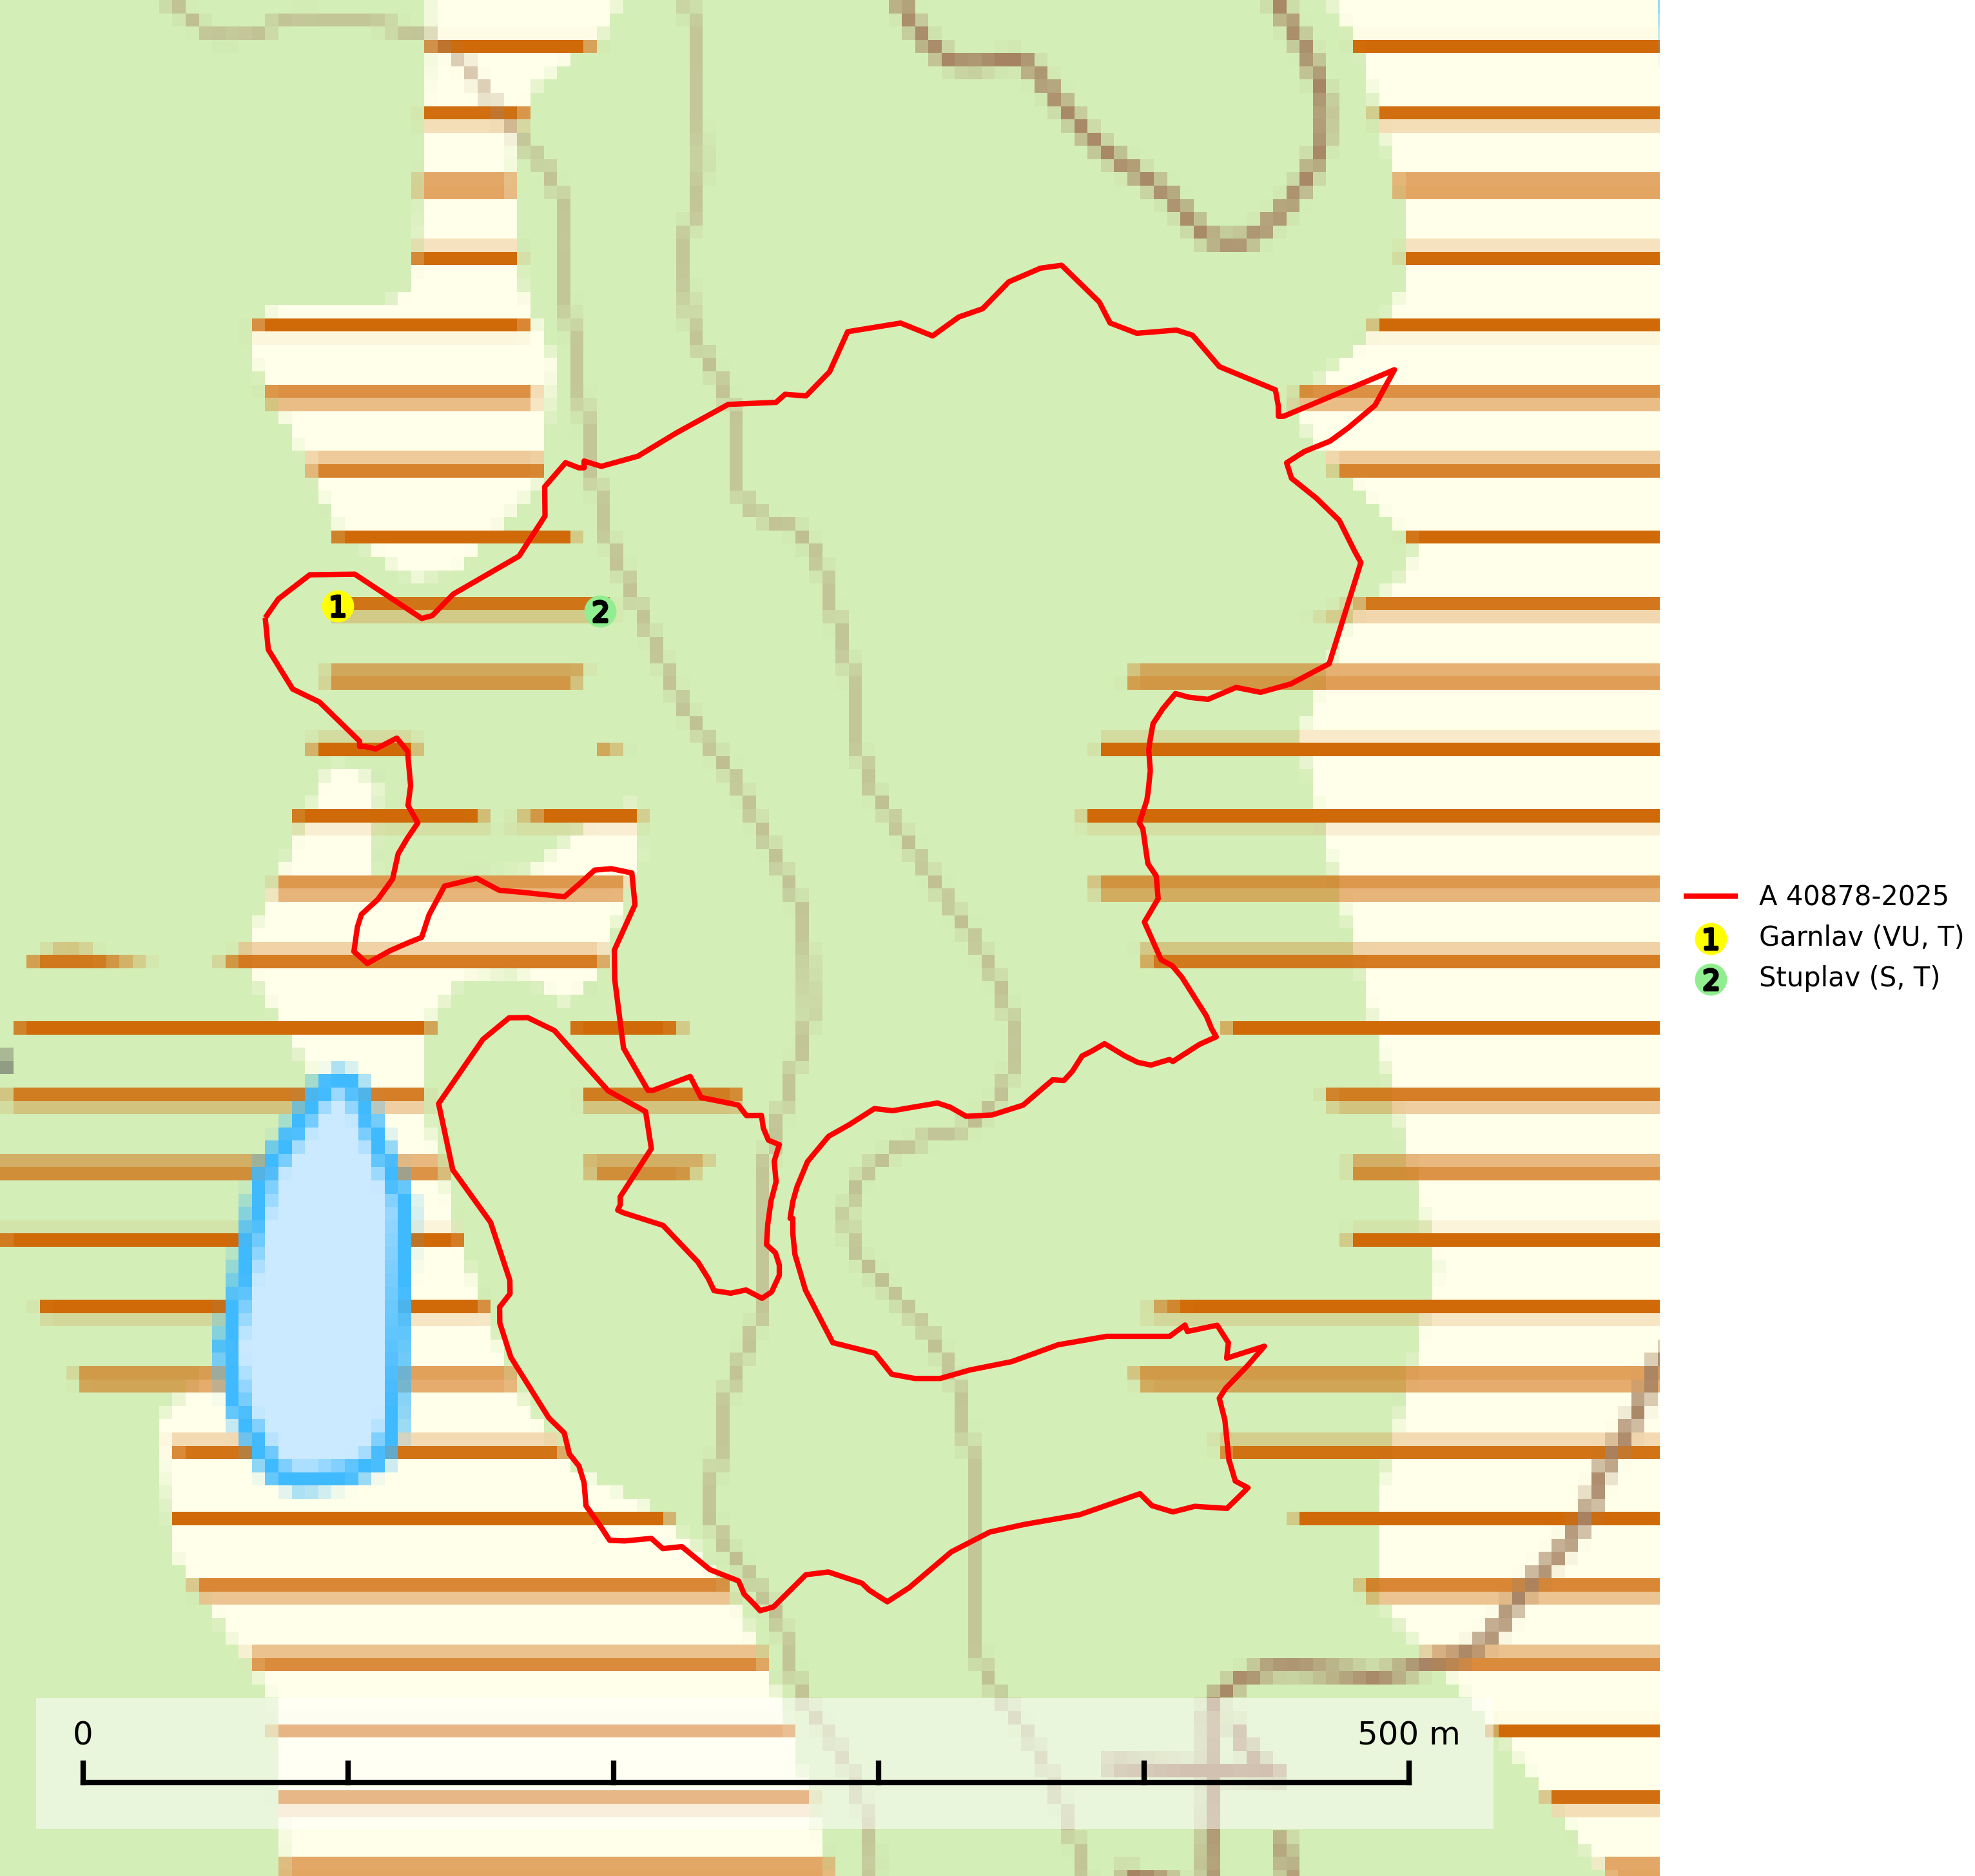 1
2
A 40878-2025
1 Garnlav (VU, T)
2 Stuplav (S, T)
0 500 m